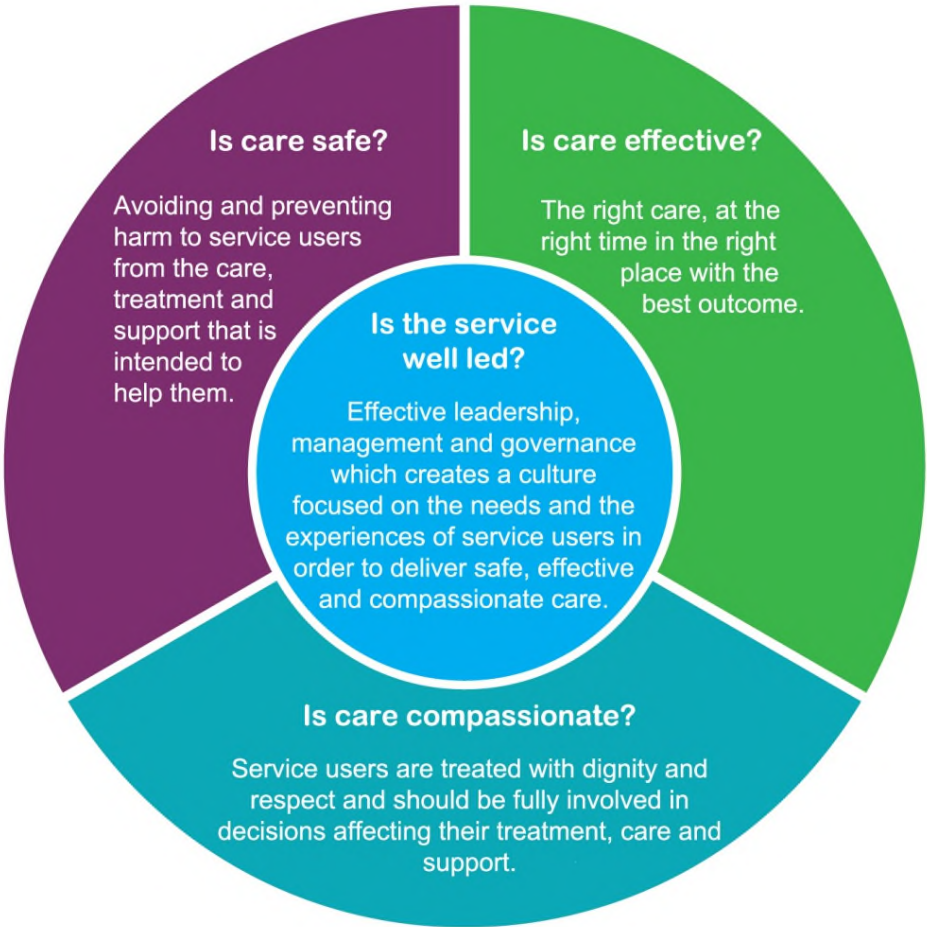 Is care safe?
Avoiding and preventing
harm to service users
from the care,
treatment and
support that is
intended to
help them.
Is care effective?
The right care, at the
right time in the right
place with the
best outcome.
Is the service
well led?
Effective leadership,
management and governance
which creates a culture
focused on the needs and the
experiences of service users in
order to deliver safe, effective
and compassionate care.
Is care compassionate?
Service users are treated with dignity and
respect and should be fully involved in
decisions affecting their treatment, care and
support.